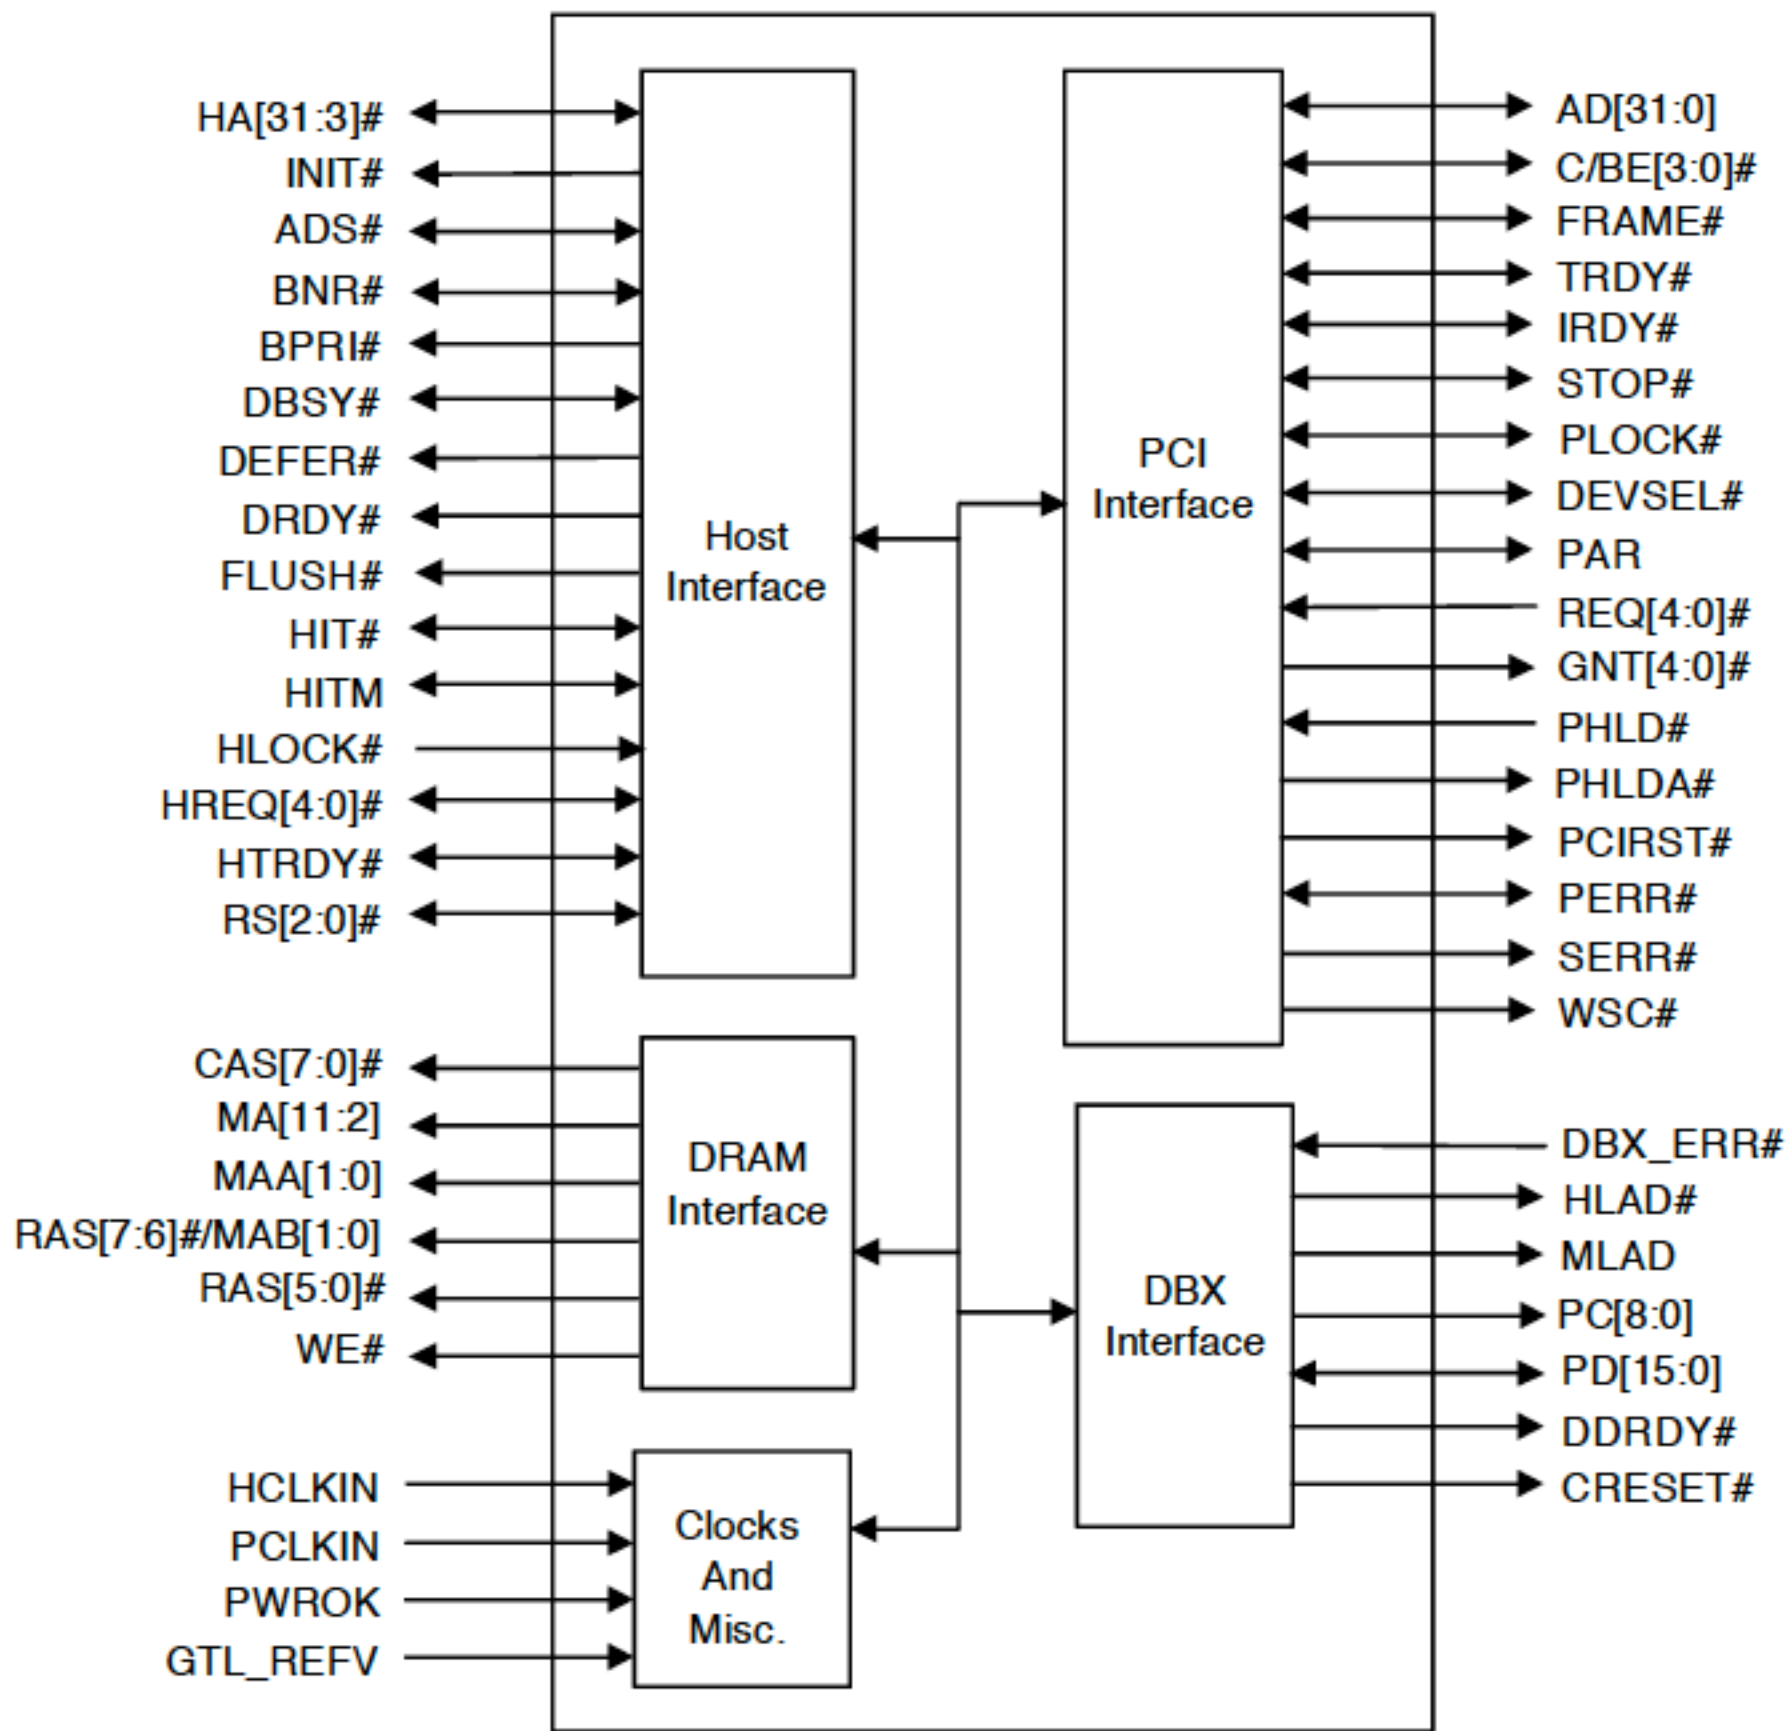 HA[31:3]#
INIT#
ADS#
BNR#
BPRI#
DBSY#
DEFER#
DRDY#
FLUSH#
HIT#
HITM
HLOCK#
HREQ[4:0]#
HTRDY#
RS[2:0]#
Host
Interface
CAS[7:0]#
MA[11:2]
MAA[1:0]
RAS[7:6]#/MAB[1:0]
RAS[5:0]#
WE#
DRAM
Interface
HCLKIN
PCLKIN
PWROK
GTL_REFV
Clocks
And
Misc.
PCI
Interface
AD[31:0]
C/BE[3:0]#
FRAME#
TRDY#
IRDY#
STOP#
PLOCK#
DEVSEL#
PAR
REQ[4:0]#
GNT[4:0]#
PHLD#
PHLDA#
PCIRST#
PERR#
SERR#
WSC#
DBX
Interface
DBX_ERR#
HLAD#
MLAD
PC[8:0]
PD[15:0]
DDRDY#
CRESET#